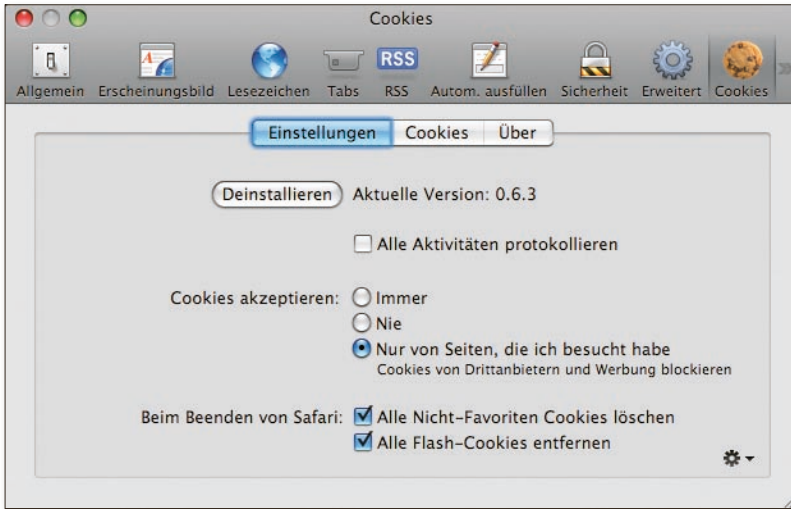 Cookies
RSS
Allgemein Erscheinungsbild Lesezeichen Tabs RSS Autom. ausfüllen Sicherheit Erweitert Cookies
Einstellungen Cookies Über
Deinstallieren Aktuelle Version: 0.6.3
Alle Aktivitäten protokollieren
Cookies akzeptieren: Immer
Nie
Nur von Seiten, die ich besucht habe
Cookies von Drittanbietern und Werbung blockieren
Beim Beenden von Safari: Alle Nicht-Favoriten Cookies löschen
Alle Flash-Cookies entfernen